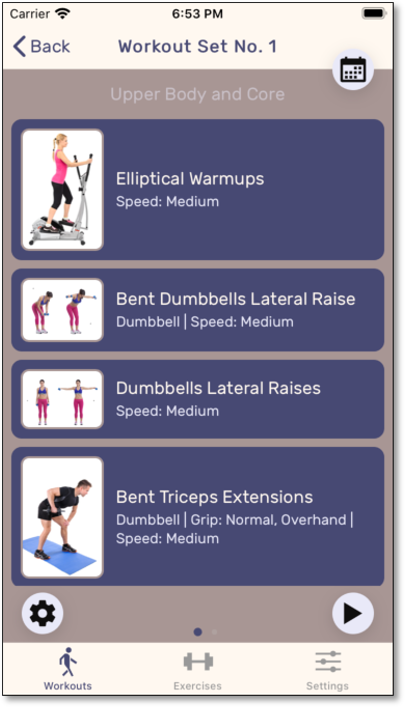 Carrier 6:53 PM
Back Workout Set No. 1
Upper Body and Core
Elliptical Warmups
Speed: Medium
Bent Dumbbells Lateral Raise
Dumbbell | Speed: Medium
Dumbbells Lateral Raises
Speed: Medium
Bent Triceps Extensions
Dumbbell | Grip: Normal, Overhand |
Speed: Medium
Workouts Exercises Settings